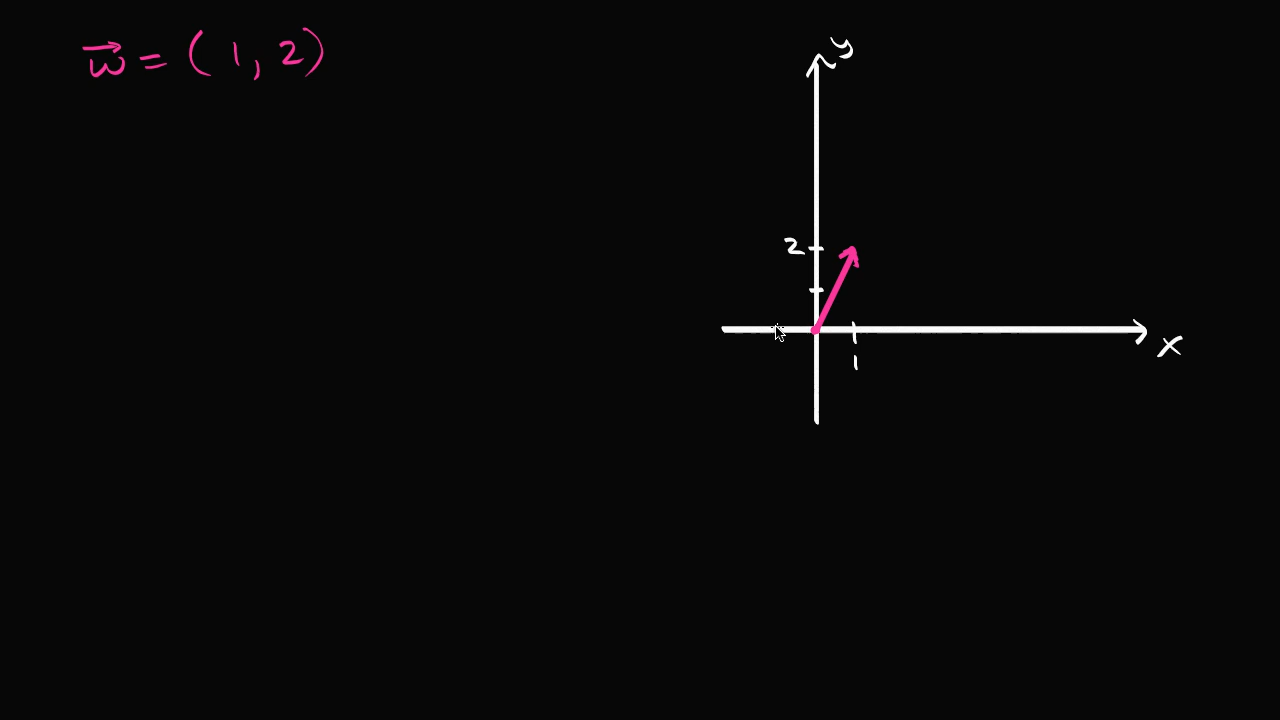 w⃗ = (1, 2)
y
2
1
x